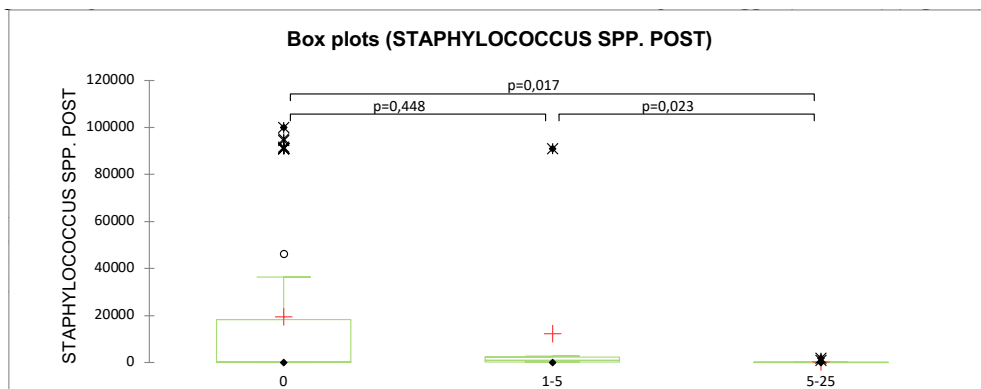 Box plots (STAPHYLOCOCCUS SPP. POST)
STAPHYLOCOCCUS SPP. POST
120000
100000
80000
60000
40000
20000
0
p=0,017
p=0,448
p=0,023
0
1-5
5-25